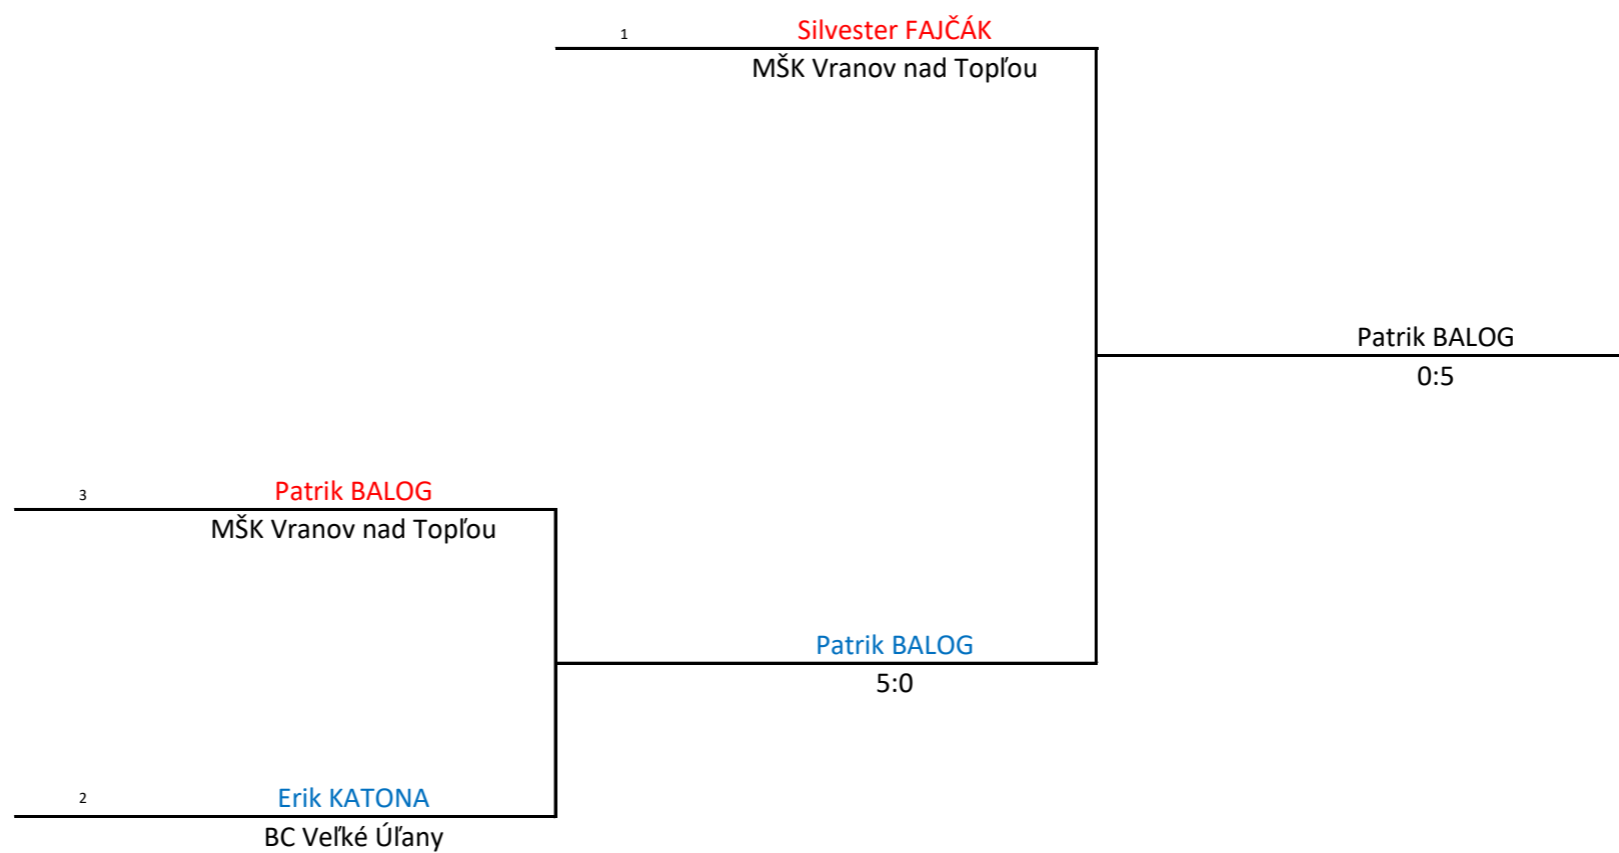 1 Silvester FAJČÁK
MŠK Vranov nad Topľou
Patrik BALOG
0:5
3 Patrik BALOG
MŠK Vranov nad Topľou
Patrik BALOG
5:0
2 Erik KATONA
BC Veľké Úľany